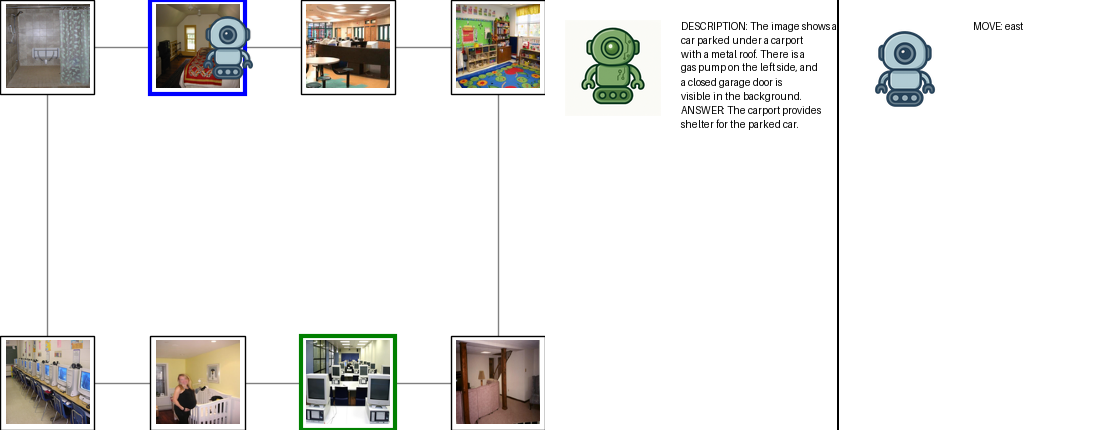 DESCRIPTION: The image shows a
car parked under a carport
with a metal roof. There is a
gas pump on the left side, and
a closed garage door is
visible in the background.
ANSWER: The carport provides
shelter for the parked car.
MOVE: east